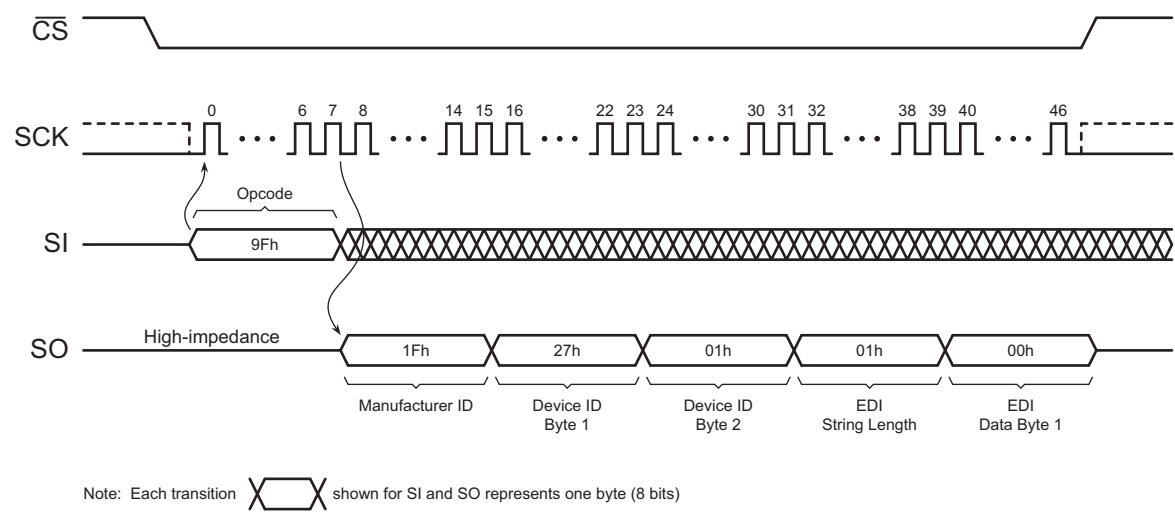 CS
SCK
0 6 7 8 14 15 16 22 23 24 30 31 32 38 39 40 46
Opcode
SI
9Fh
High-impedance
SO
1Fh 27h 01h 01h 00h
Manufacturer ID
Device ID
Byte 1
Device ID
Byte 2
EDI
String Length
EDI
Data Byte 1
Note: Each transition shown for SI and SO represents one byte (8 bits)